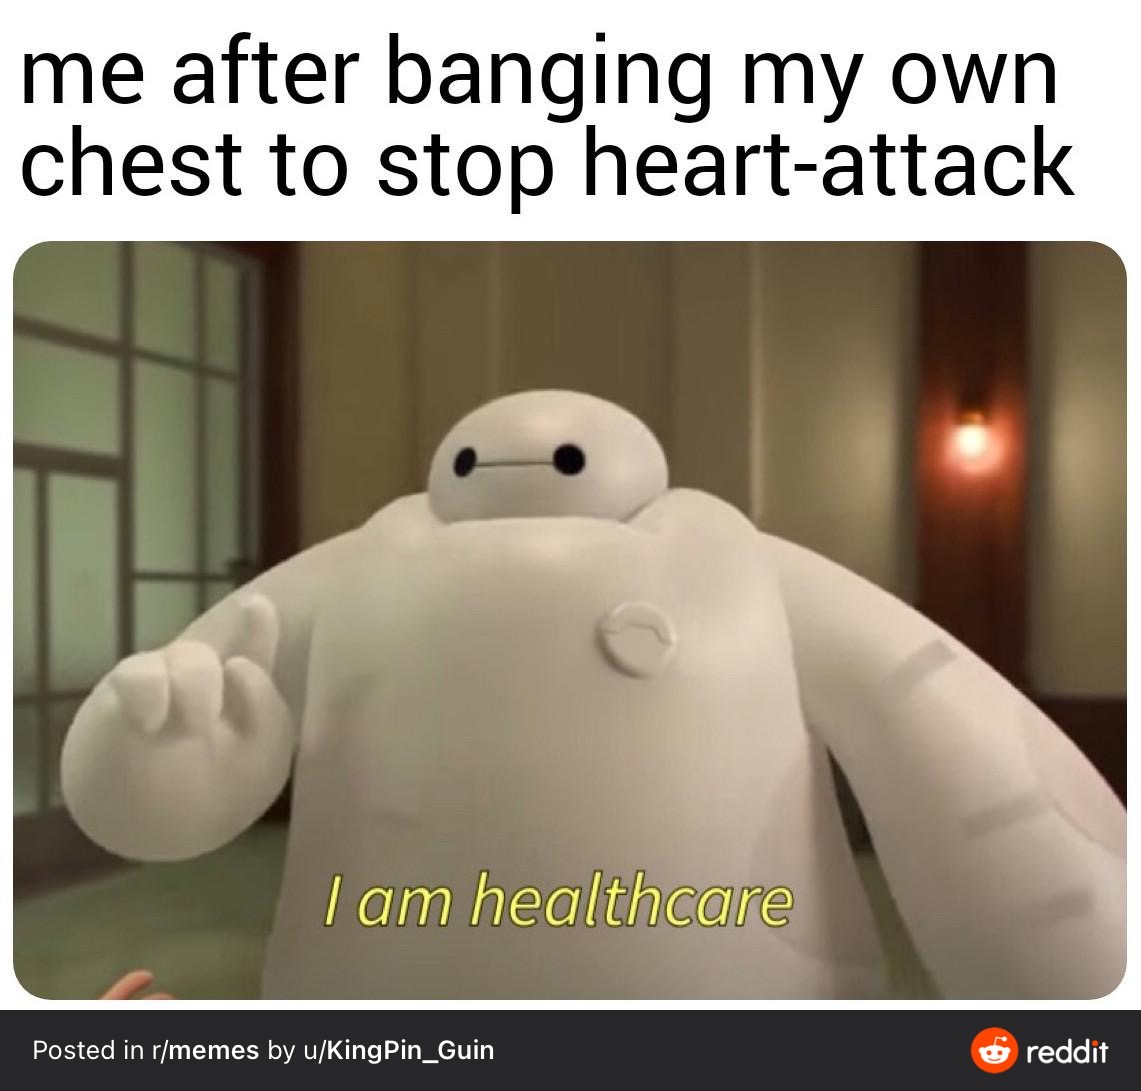 me after banging my own
chest to stop heart-attack
I am healthcare
Posted in r/memes by u/KingPin_Guin
reddit